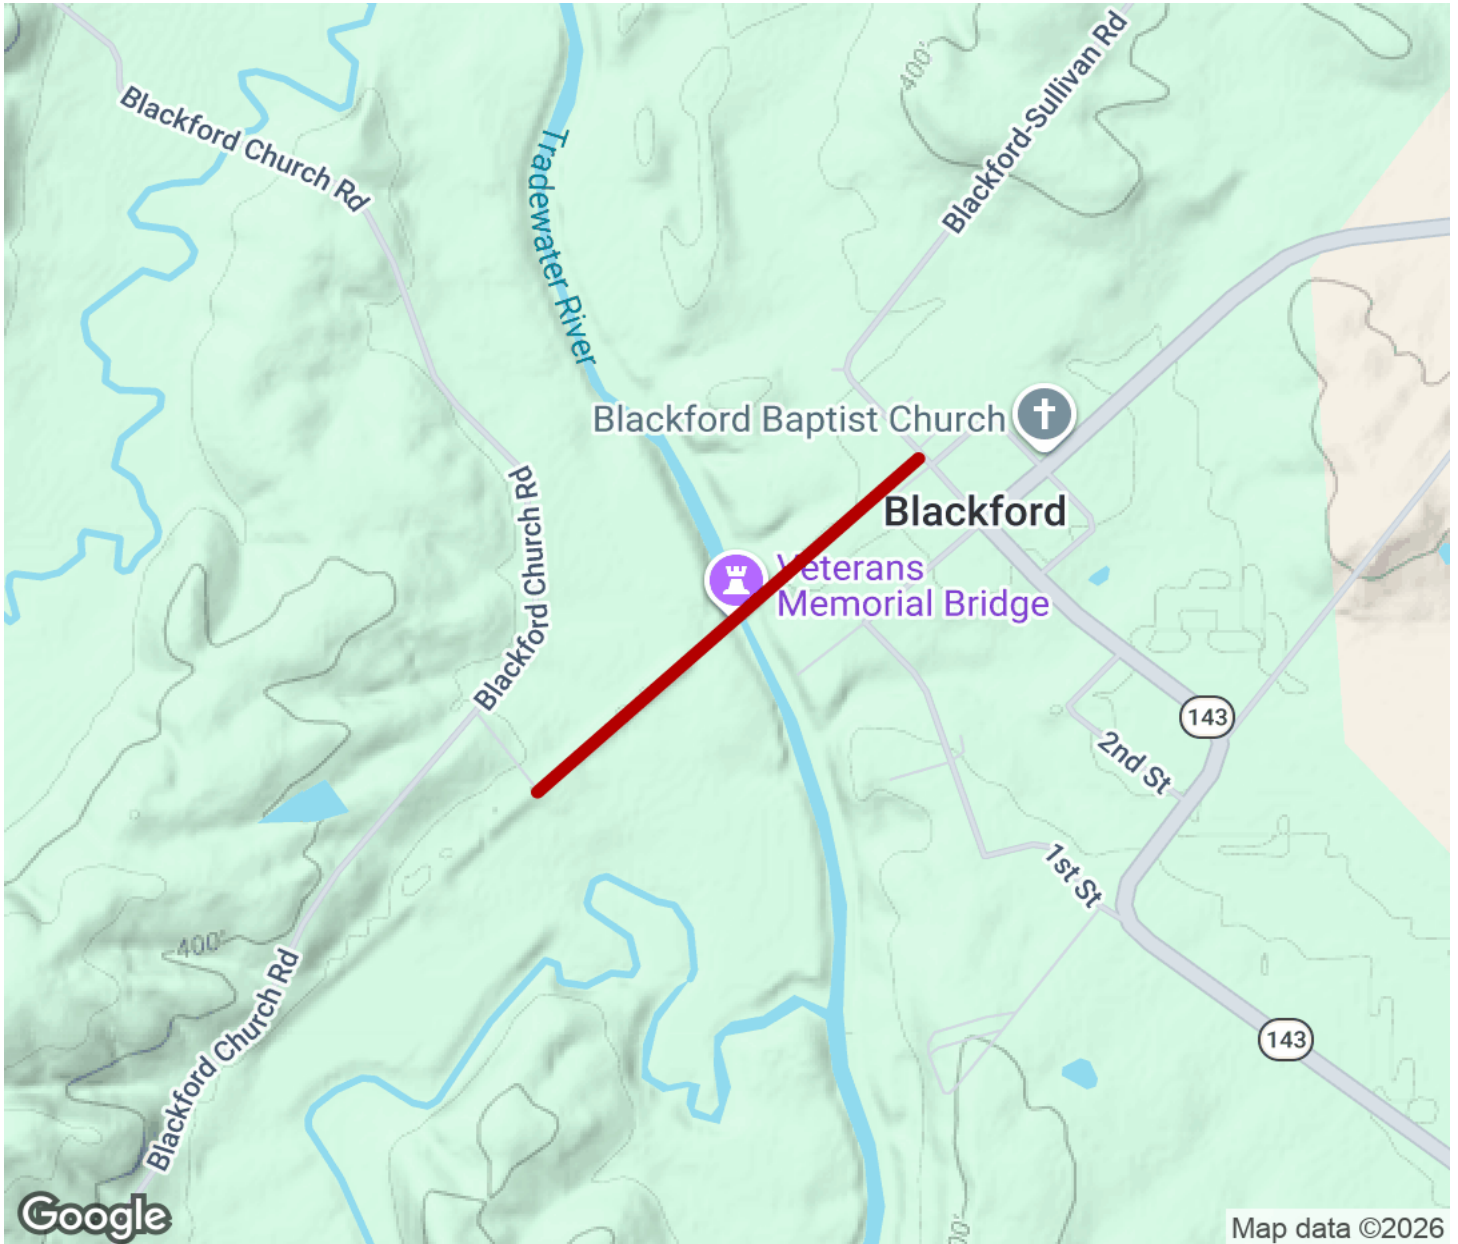 Blackford-Sullivan Rd
400'
Blackford Church Rd
Tradewater River
Blackford Baptist Church
Blackford
Blackford Church Rd
Veterans
Memorial Bridge
143
2nd St
1st St
400'
Blackford Church Rd
143
Google
Map data ©2026